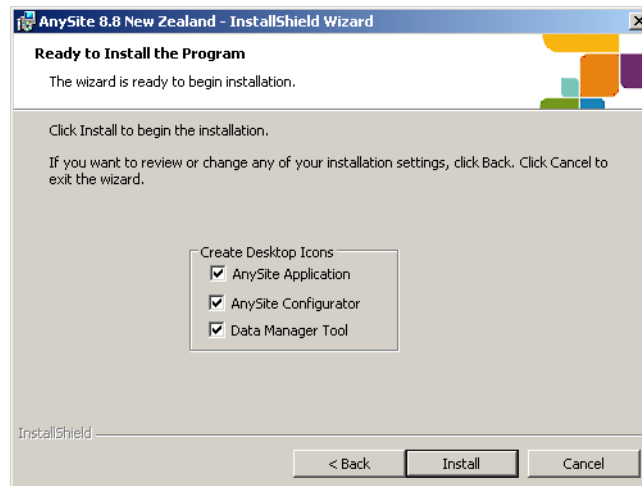 AnySite 8.8 New Zealand - InstallShield Wizard
Ready to Install the Program
The wizard is ready to begin installation.
Click Install to begin the installation.
If you want to review or change any of your installation settings, click Back. Click Cancel to
exit the wizard.
Create Desktop Icons
AnySite Application
AnySite Configurator
Data Manager Tool
InstallShield
< Back
Install
Cancel